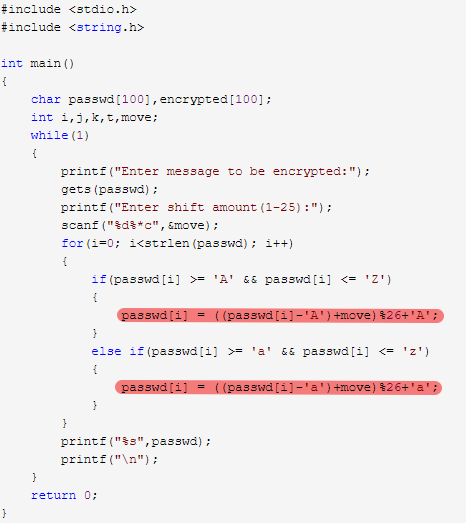 #include <stdio.h>
#include <string.h>
int main()
{
char passwd[100],encrypted[100];
int i,j,k,t,move;
while(1)
{
printf("Enter message to be encrypted:");
gets(passwd);
printf("Enter shift amount(1-25):");
scanf("%d%*c",&move);
for(i=0; i<strlen(passwd); i++)
{
if(passwd[i] >= 'A' && passwd[i] <= 'Z')
{
passwd[i] = ((passwd[i]-'A')+move)%26+'A';
}
else if(passwd[i] >= 'a' && passwd[i] <= 'z')
{
passwd[i] = ((passwd[i]-'a')+move)%26+'a';
}
}
printf("%s",passwd);
printf("\n");
}
return 0;
}